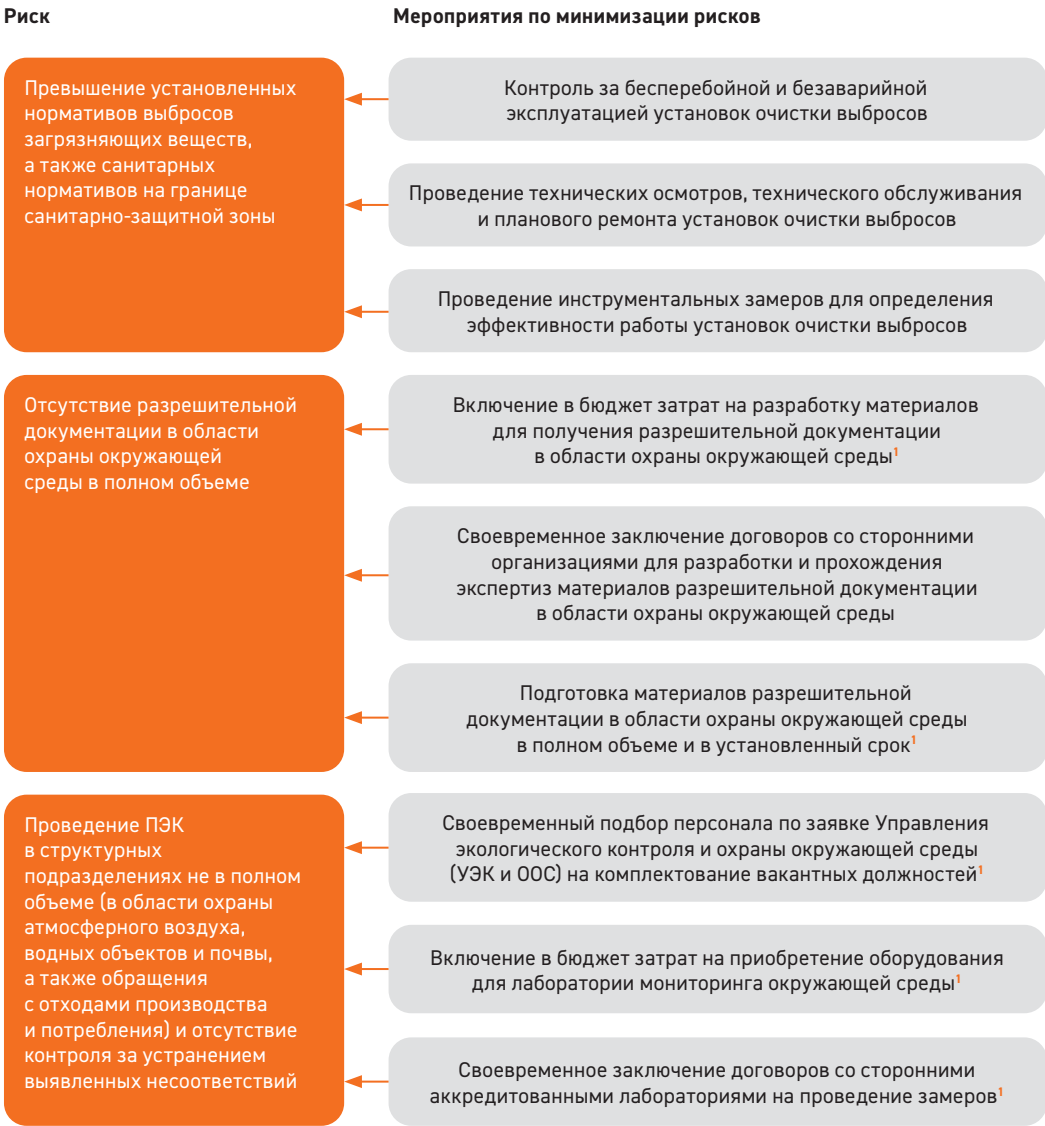 Риск
Мероприятия по минимизации рисков
Превышение установленных
нормативов выбросов
загрязняющих веществ,
а также санитарных
нормативов на границе
санитарно-защитной зоны
Контроль за бесперебойной и безаварийной
эксплуатацией установок очистки выбросов
Проведение технических осмотров, технического обслуживания
и планового ремонта установок очистки выбросов
Проведение инструментальных замеров для определения
эффективности работы установок очистки выбросов
Отсутствие разрешительной
документации в области
охраны окружающей
среды в полном объеме
Включение в бюджет затрат на разработку материалов
для получения разрешительной документации
в области охраны окружающей среды¹
Своевременное заключение договоров со сторонними
организациями для разработки и прохождения
экспертиз материалов разрешительной документации
в области охраны окружающей среды
Подготовка материалов разрешительной
документации в области охраны окружающей среды
в полном объеме и в установленный срок¹
Проведение ПЭК
в структурных
подразделениях не в полном
объеме (в области охраны
атмосферного воздуха,
водных объектов и почвы,
а также обращения
с отходами производства
и потребления) и отсутствие
контроля за устранением
выявленных несоответствий
Своевременный подбор персонала по заявке Управления
экологического контроля и охраны окружающей среды
(УЭК и ООС) на комплектование вакантных должностей¹
Включение в бюджет затрат на приобретение оборудования
для лаборатории мониторинга окружающей среды¹
Своевременное заключение договоров со сторонними
аккредитованными лабораториями на проведение замеров¹